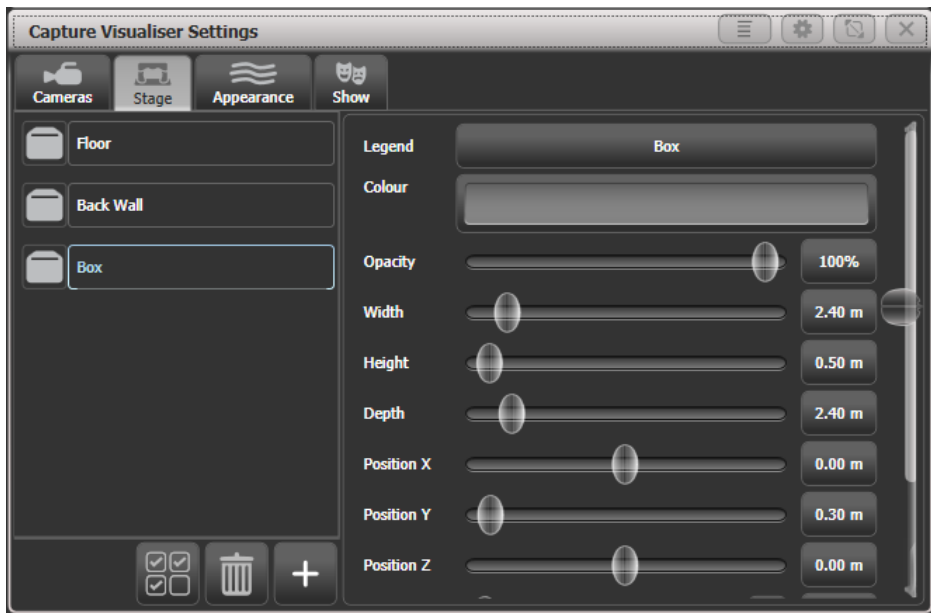 Capture Visualiser Settings
Cameras Stage Appearance Show
Floor
Back Wall
Box
Legend Box
Colour
Opacity 100%
Width 2.40 m
Height 0.50 m
Depth 2.40 m
Position X 0.00 m
Position Y 0.30 m
Position Z 0.00 m